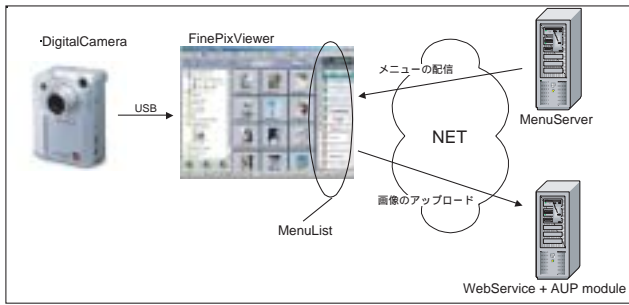 DigitalCamera
FinePixViewer
USB
メニューの配信
NET
MenuServer
画像のアップロード
MenuList
WebService + AUP module